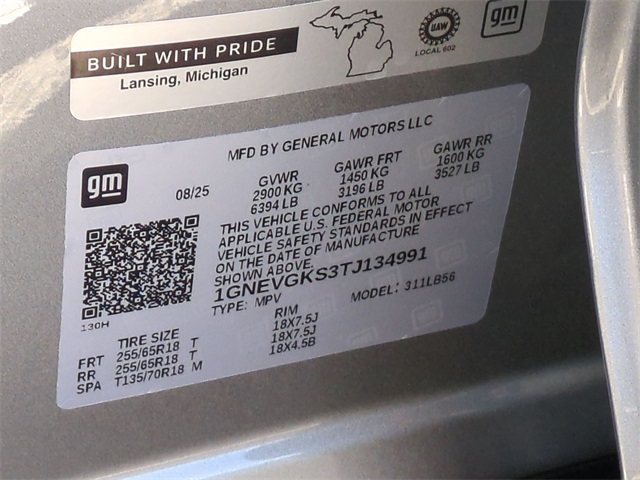 BUILT WITH PRIDE
Lansing, Michigan
UAW
LOCAL 602
gm
MFD BY GENERAL MOTORS LLC
gm
08/25
GVWR GAWR FRT GAWR RR
2900 KG 1450 KG 1600 KG
6394 LB 3196 LB 3527 LB
THIS VEHICLE CONFORMS TO ALL
APPLICABLE U.S. FEDERAL MOTOR
VEHICLE SAFETY STANDARDS IN EFFECT
ON THE DATE OF MANUFACTURE
SHOWN ABOVE.
1GNEVGKS3TJ134991
TYPE: MPV MODEL: 311LB56
130H
TIRE SIZE RIM
FRT 255/65R18 T 18X7.5J
RR 255/65R18 T 18X7.5J
SPA T135/70R18 M 18X4.5B